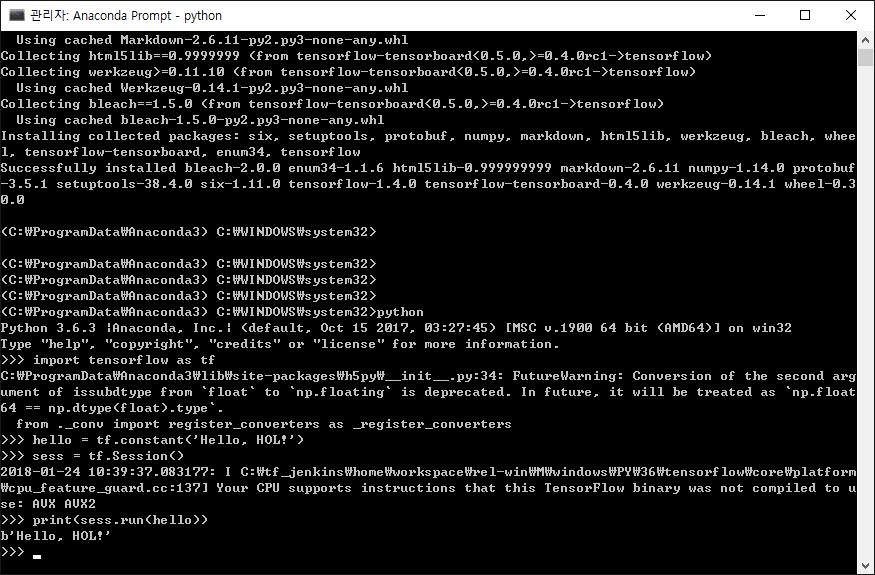 관리자: Anaconda Prompt - python
  Using cached Markdown-2.6.11-py2.py3-none-any.whl
Collecting html5lib==0.9999999 (from tensorflow-tensorboard<0.5.0,>=0.4.0rc1->tensorflow)
Collecting werkzeug>=0.11.10 (from tensorflow-tensorboard<0.5.0,>=0.4.0rc1->tensorflow)
  Using cached Werkzeug-0.14.1-py2.py3-none-any.whl
Collecting bleach==1.5.0 (from tensorflow-tensorboard<0.5.0,>=0.4.0rc1->tensorflow)
  Using cached bleach-1.5.0-py2.py3-none-any.whl
Installing collected packages: six, setuptools, protobuf, numpy, markdown, html5lib, werkzeug, bleach, whee
l, tensorflow-tensorboard, enum34, tensorflow
Successfully installed bleach-2.0.0 enum34-1.1.6 html5lib-0.999999999 markdown-2.6.11 numpy-1.14.0 protobuf
-3.5.1 setuptools-38.4.0 six-1.11.0 tensorflow-1.4.0 tensorflow-tensorboard-0.4.0 werkzeug-0.14.1 wheel-0.3
0.0
(C:₩ProgramData₩Anaconda3) C:₩WINDOWS₩system32>
(C:₩ProgramData₩Anaconda3) C:₩WINDOWS₩system32>
(C:₩ProgramData₩Anaconda3) C:₩WINDOWS₩system32>
(C:₩ProgramData₩Anaconda3) C:₩WINDOWS₩system32>
(C:₩ProgramData₩Anaconda3) C:₩WINDOWS₩system32>python
Python 3.6.3 |Anaconda, Inc.| (default, Oct 15 2017, 03:27:45) [MSC v.1900 64 bit (AMD64)] on win32
Type "help", "copyright", "credits" or "license" for more information.
>>> import tensorflow as tf
C:₩ProgramData₩Anaconda3₩lib₩site-packages₩h5py₩__init__.py:34: FutureWarning: Conversion of the second arg
ument of issubdtype from `float` to `np.floating` is deprecated. In future, it will be treated as `np.float
64 == np.dtype(float).type`.
  from ._conv import register_converters as _register_converters
>>> hello = tf.constant('Hello, HOL!')
>>> sess = tf.Session()
2018-01-24 10:39:37.083177: I C:₩tf_jenkins₩home₩workspace₩rel-win₩M₩windows₩PY₩36₩tensorflow₩core₩platform
₩cpu_feature_guard.cc:137] Your CPU supports instructions that this TensorFlow binary was not compiled to u
se: AVX AVX2
>>> print(sess.run(hello))
b'Hello, HOL!'
>>>